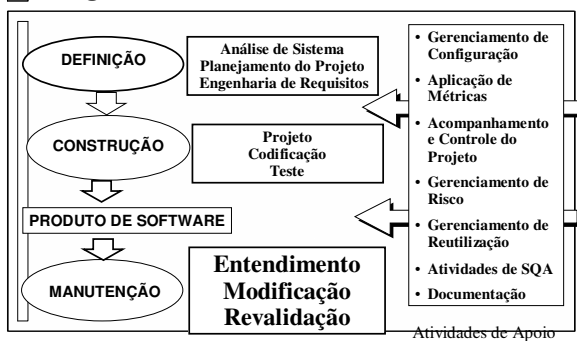 DEFINIÇÃO
Análise de Sistema
Planejamento do Projeto
Engenharia de Requisitos
CONSTRUÇÃO
Projeto
Codificação
Teste
PRODUTO DE SOFTWARE
MANUTENÇÃO
Entendimento
Modificação
Revalidação
• Gerenciamento de
Configuração
• Aplicação de
Métricas
• Acompanhamento
e Controle do
Projeto
• Gerenciamento de
Risco
• Gerenciamento de
Reutilização
• Atividades de SQA
• Documentação
Atividades de Apoio